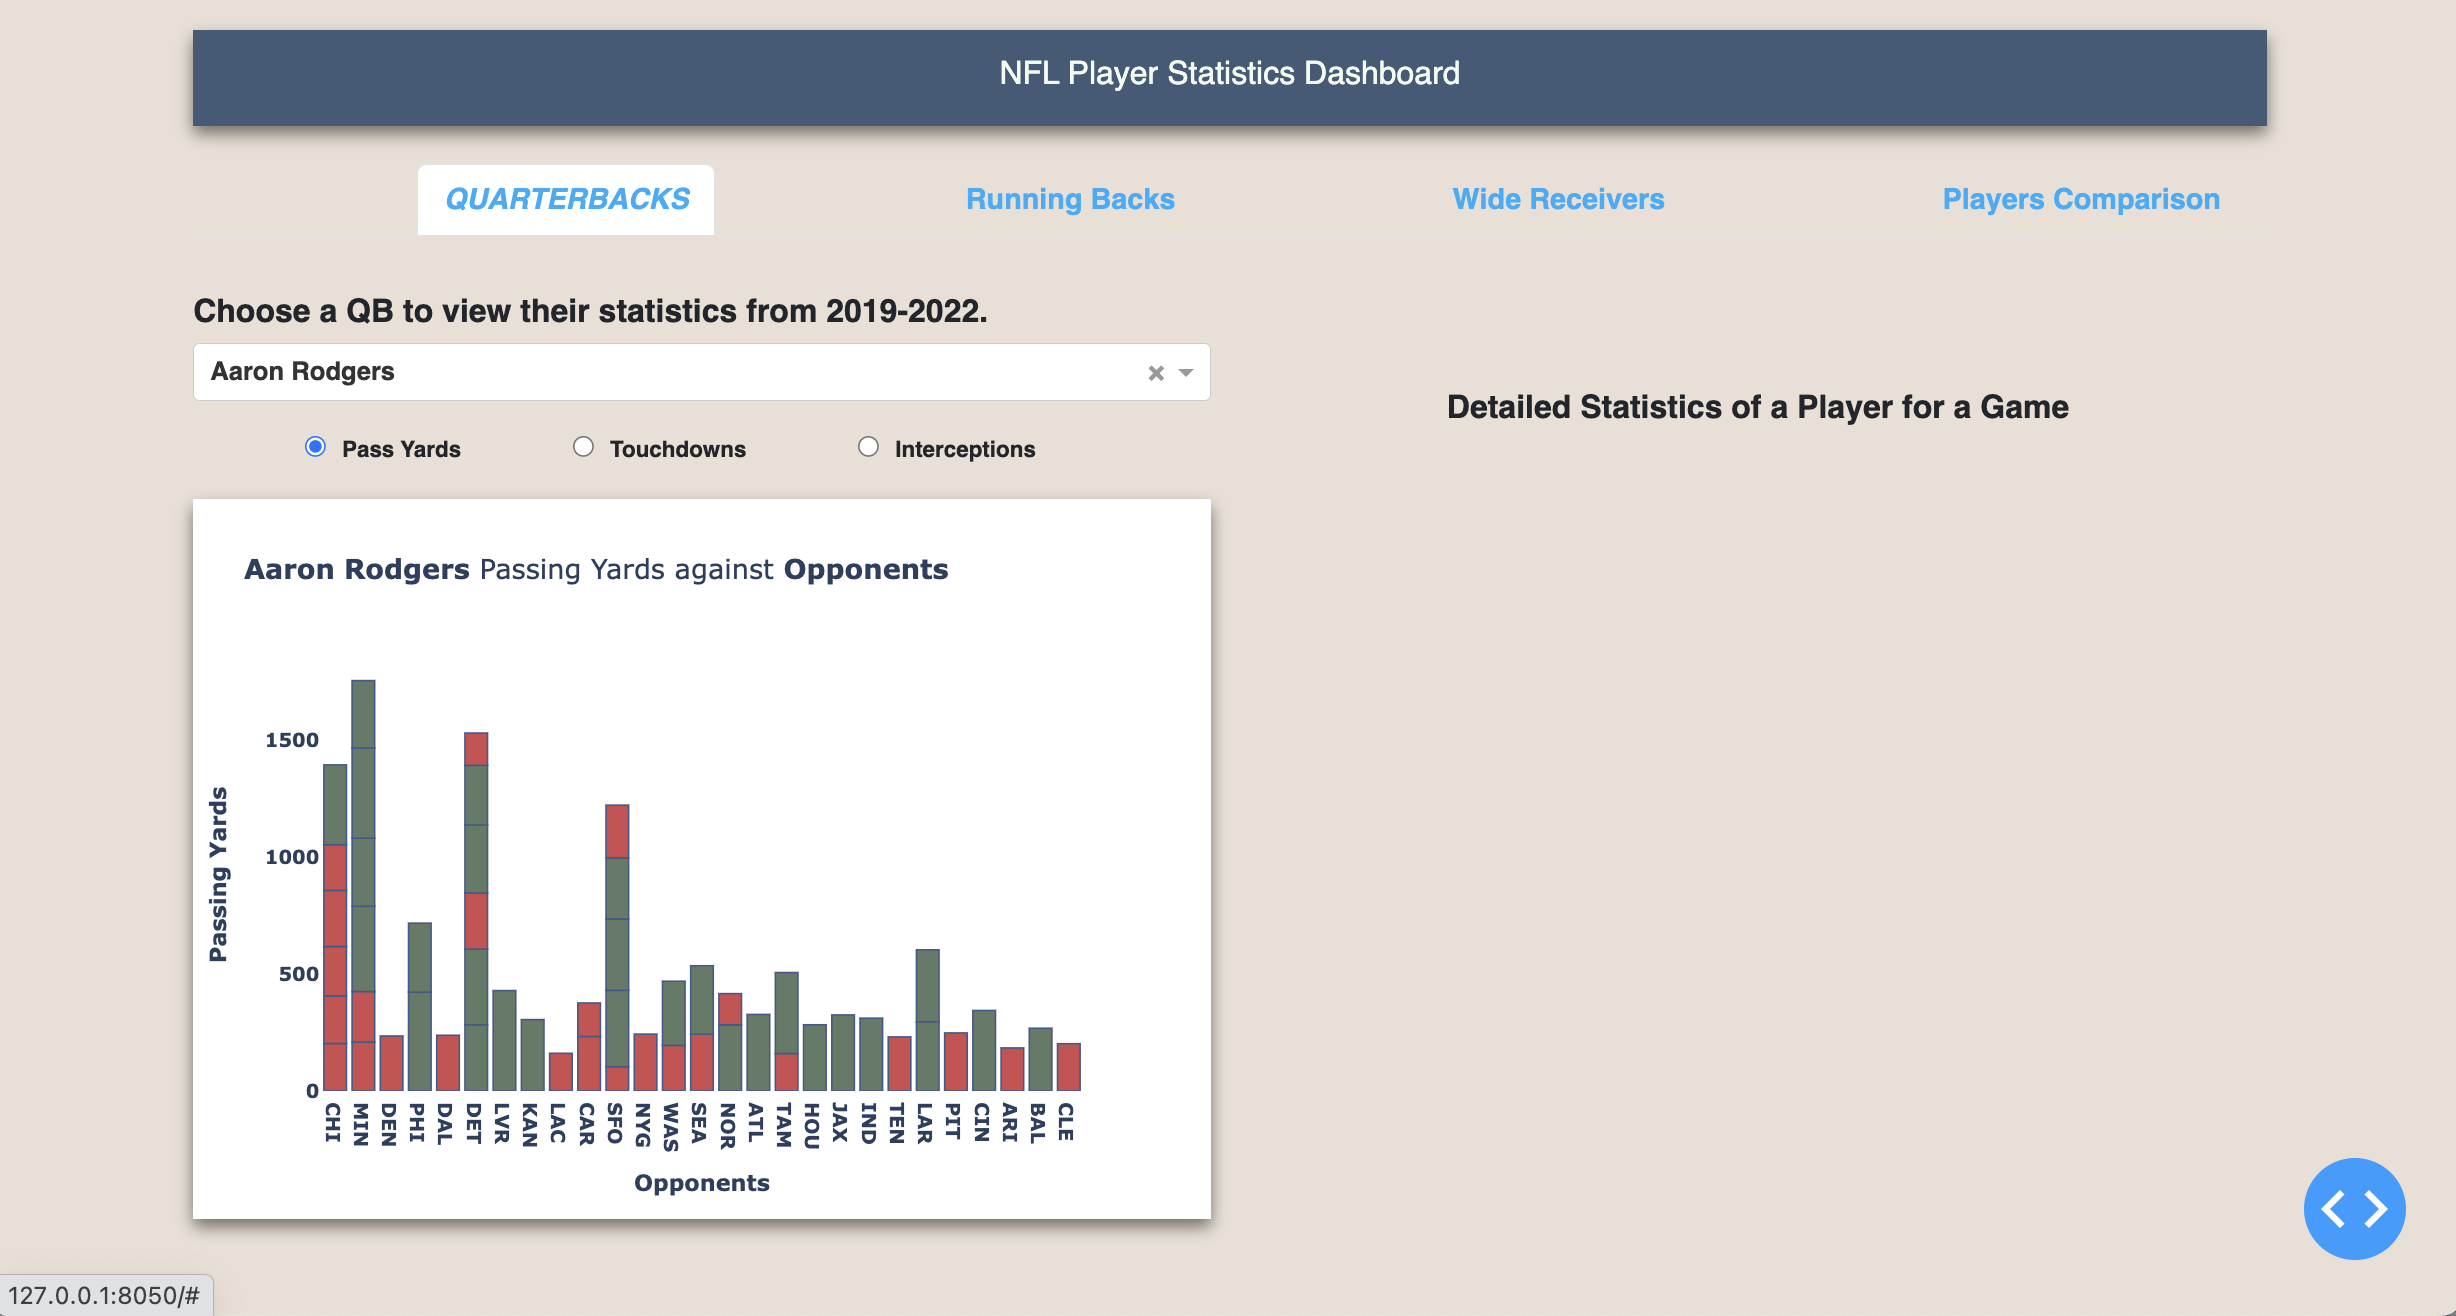 NFL Player Statistics Dashboard
QUARTERBACKS
Running Backs
Wide Receivers
Players Comparison
Choose a QB to view their statistics from 2019-2022.
Aaron Rodgers
Detailed Statistics of a Player for a Game
Pass Yards
Touchdowns
Interceptions
Aaron Rodgers Passing Yards against Opponents
Passing Yards
1500
1000
500
0
CHI
MIN
DEN
PHI
DAL
DET
LVR
KAN
LAC
CAR
SFO
NYG
WAS
SEA
NOR
ATL
TAM
HOU
JAX
IND
TEN
LAR
PIT
CIN
ARI
BAL
CLE
Opponents
127.0.0.1:8050/#